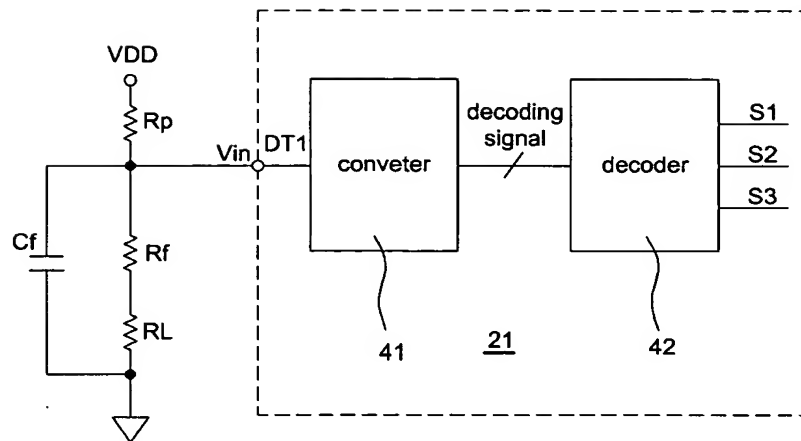 VDD
Rp
Vin
DT1
conveter
decoding
signal
decoder
S1
S2
S3
Cf
Rf
RL
41
21
42